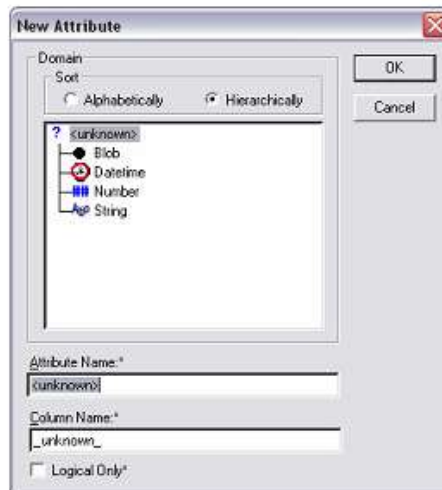 New Attribute
Domain
Sort
Alphabetically
Hierarchically
OK
Cancel
? <unknown>
Blob
Datetime
Number
String
Attribute Name:*
<unknown>
Column Name:*
_unknown_
Logical Only*